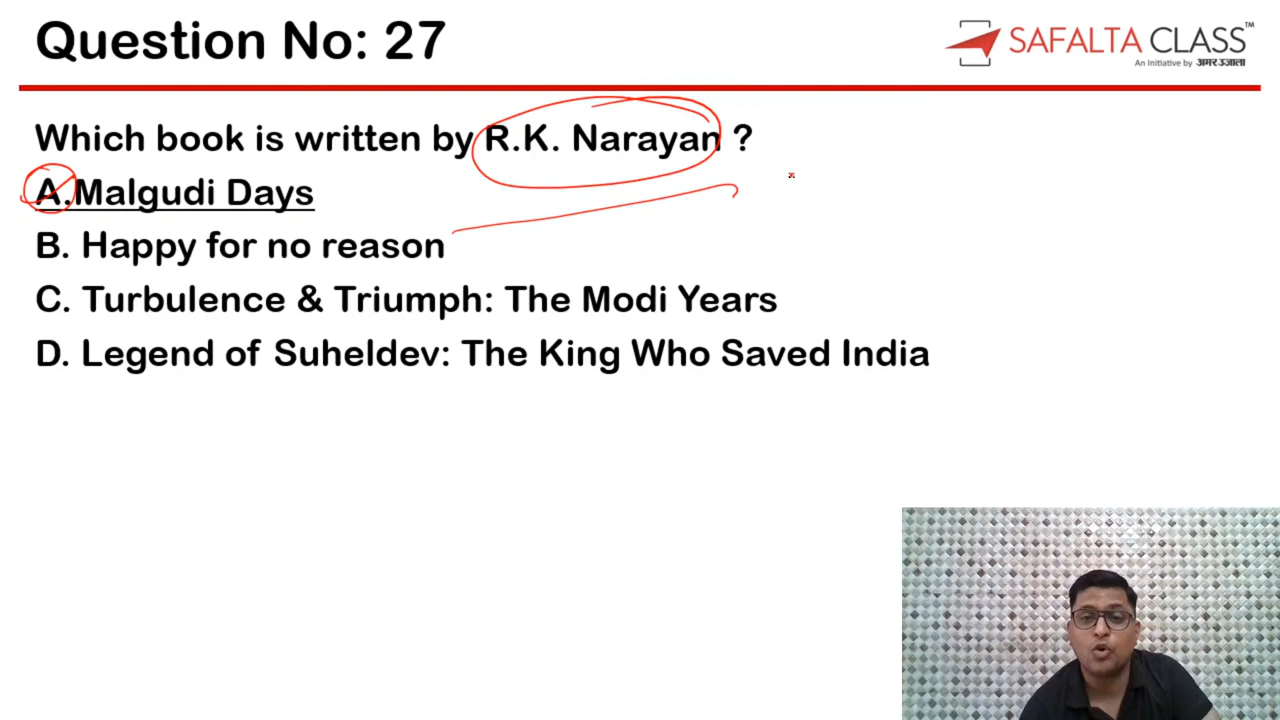 Question No: 27
SAFALTA CLASS™
An Initiative by अमर उजाला
Which book is written by R.K. Narayan ?
A.Malgudi Days
B. Happy for no reason
C. Turbulence & Triumph: The Modi Years
D. Legend of Suheldev: The King Who Saved India